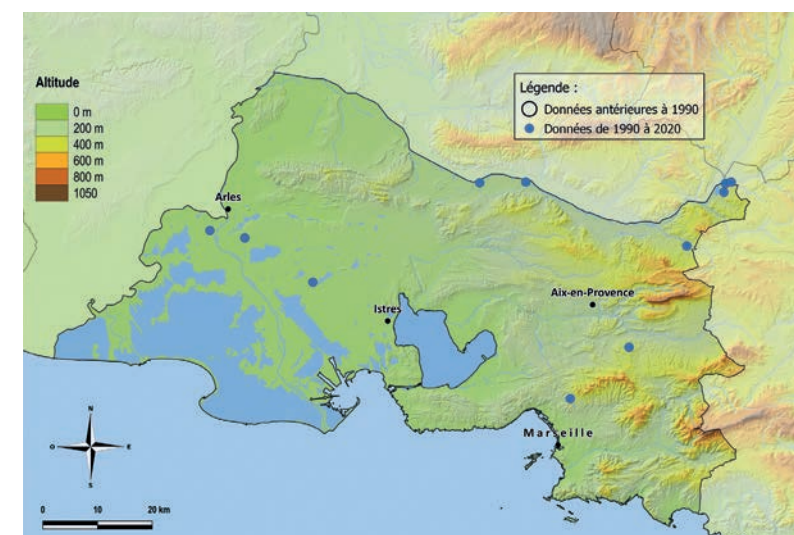 Altitude
0 m
200 m
400 m
600 m
800 m
1050
Légende :
Données antérieures à 1990
Données de 1990 à 2020
Arles
Istres
Aix-en-Provence
Marseille
N
O
E
S
0 10 20 km